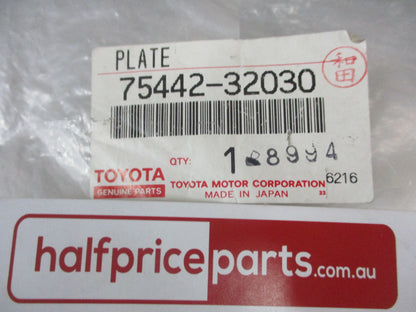 PLATE
和田
75442-32030
QTY: 1 8994
TOYOTA
GENUINE PARTS
TOYOTA MOTOR CORPORATION
6216
MADE IN JAPAN
halfpriceparts.com.au